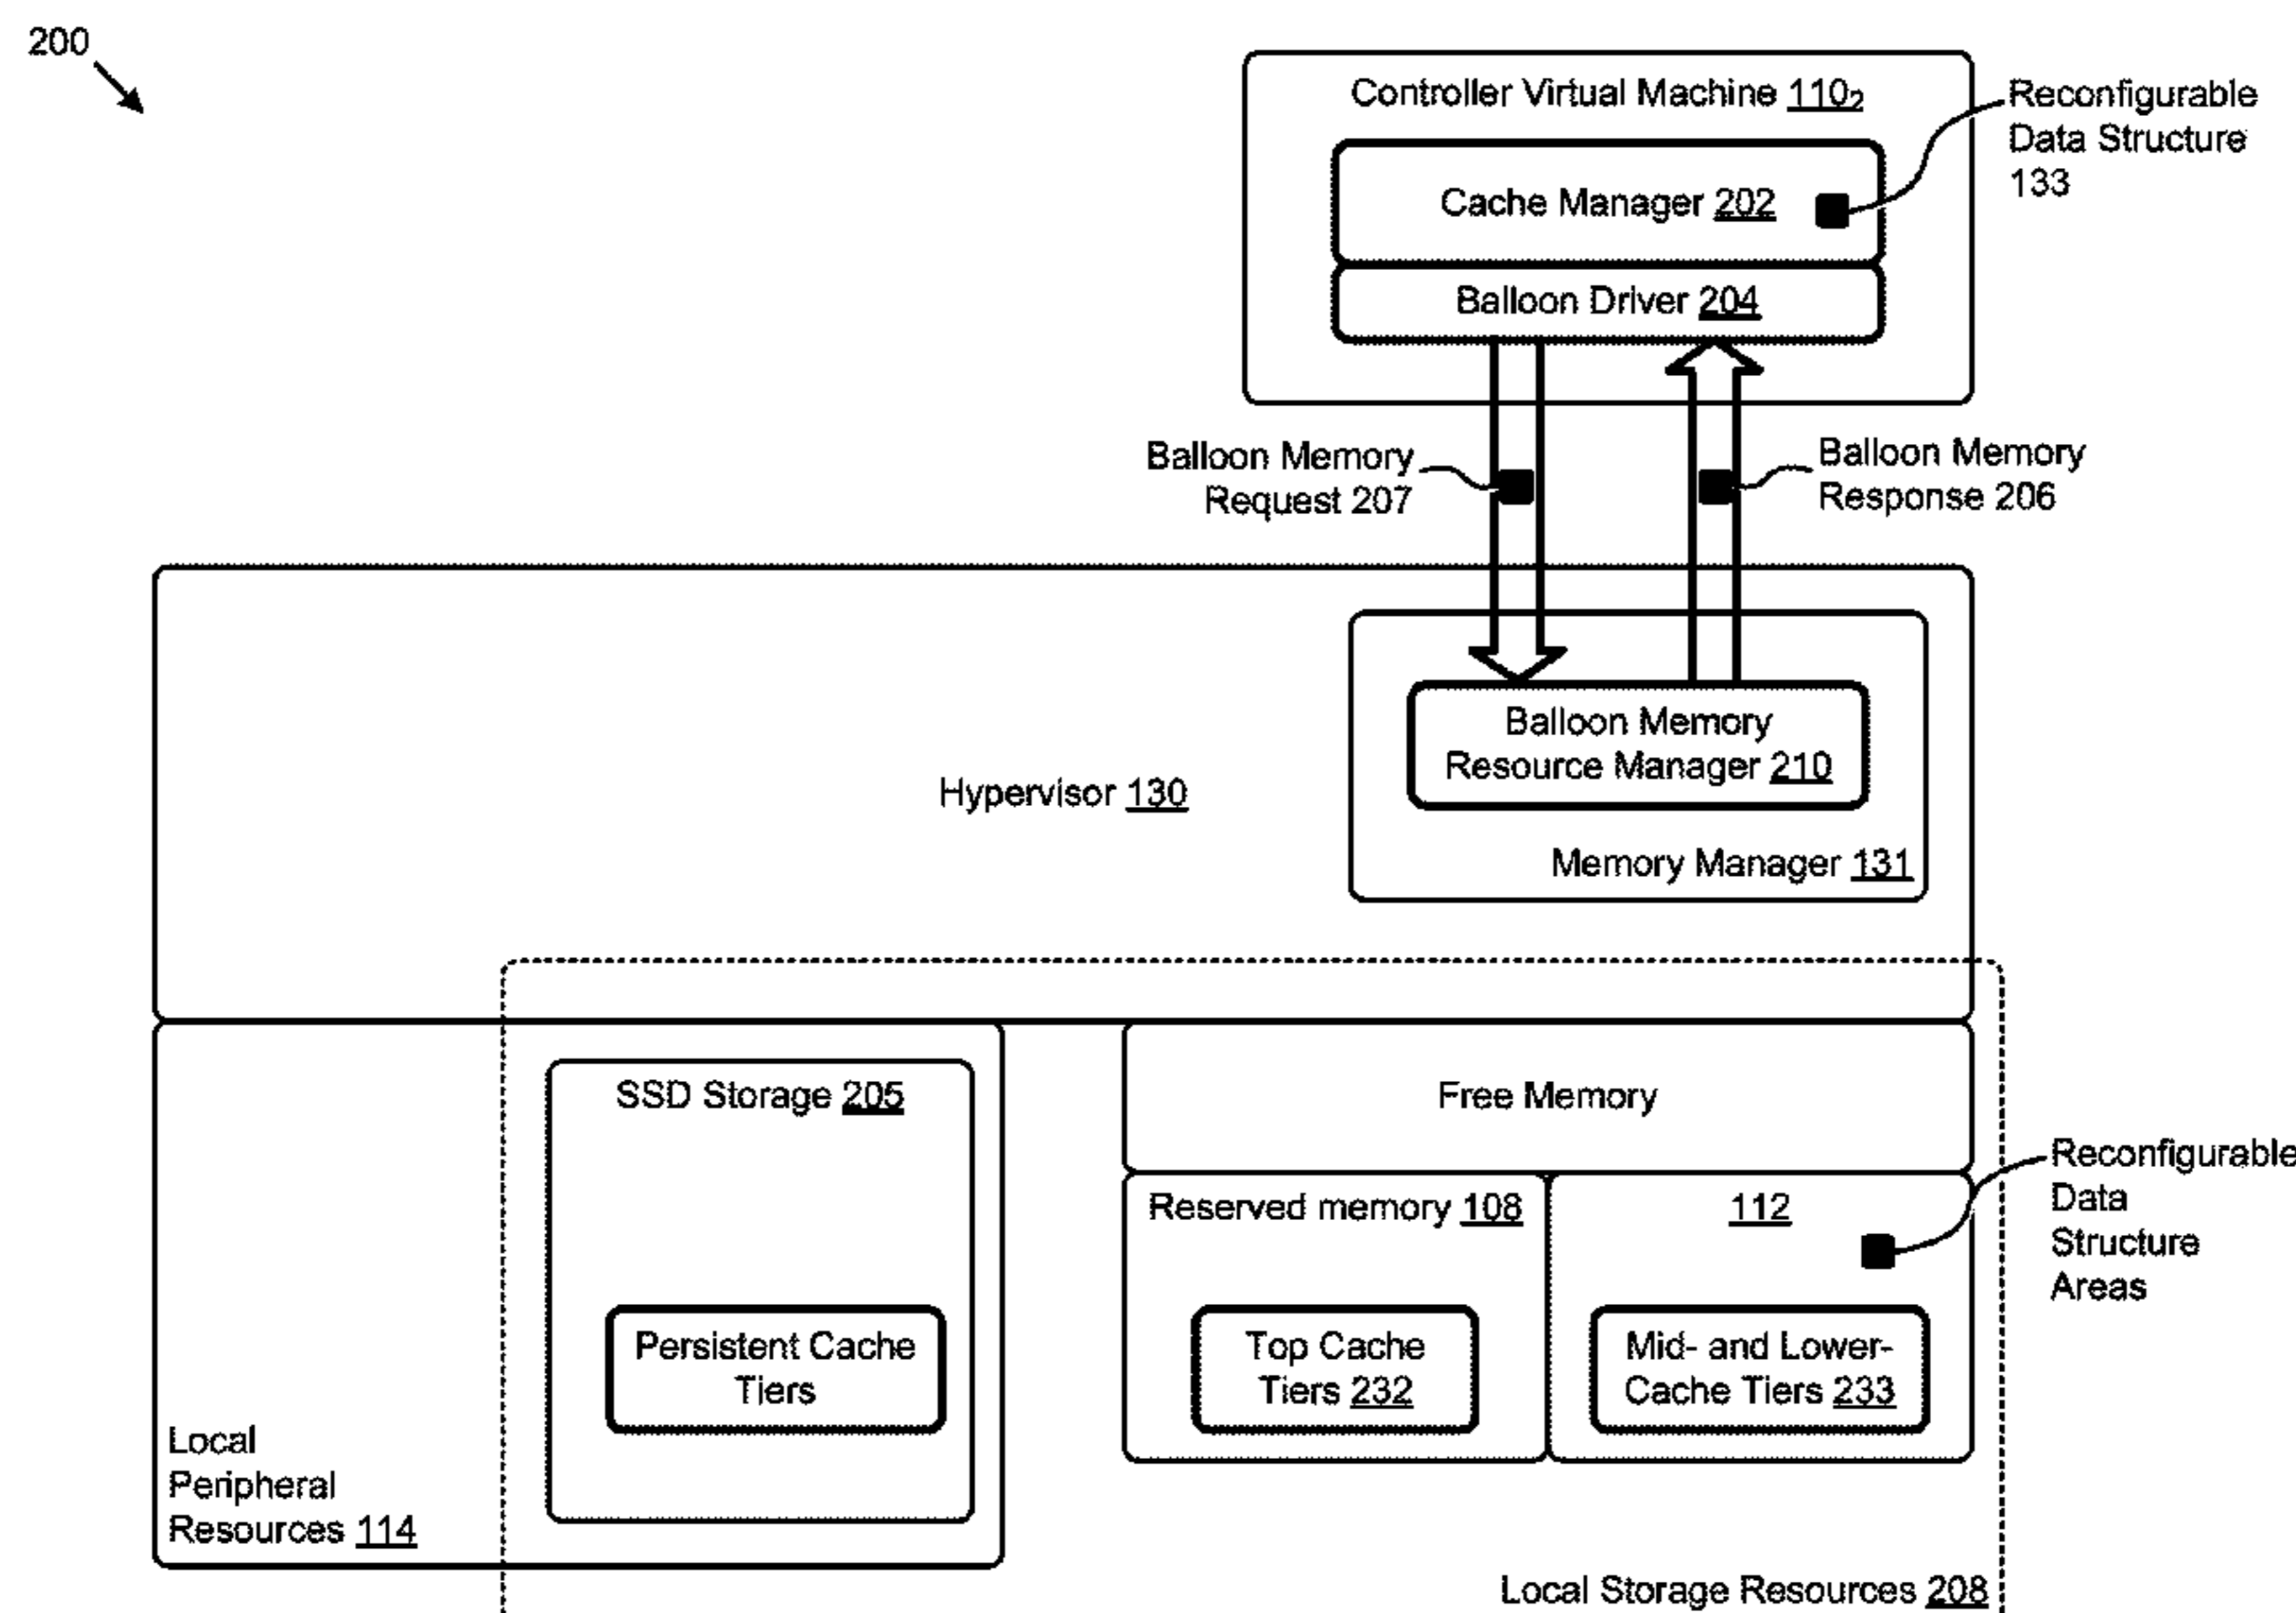 200
Controller Virtual Machine 110₂
Reconfigurable
Data Structure
133
Cache Manager 202
Balloon Driver 204
Balloon Memory
Request 207
Balloon Memory
Response 206
Balloon Memory
Resource Manager 210
Hypervisor 130
Memory Manager 131
SSD Storage 205
Free Memory
Reconfigurable
Data
Structure
Areas
Reserved memory 108
112
Persistent Cache
Tiers
Top Cache
Tiers 232
Mid- and Lower-
Cache Tiers 233
Local
Peripheral
Resources 114
Local Storage Resources 208